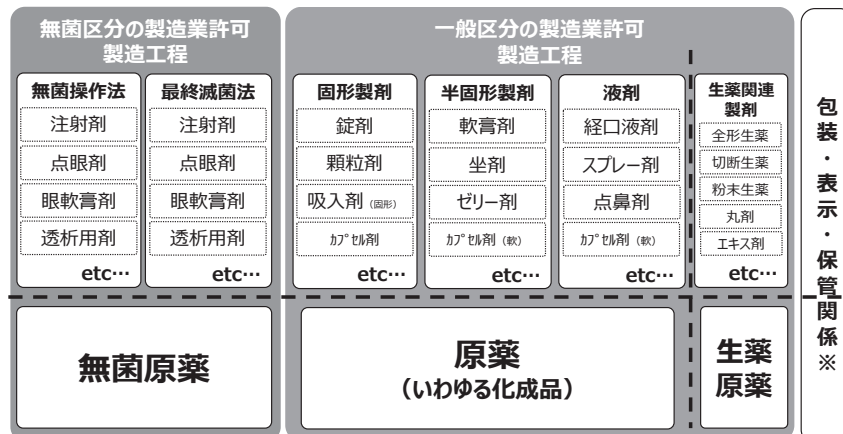 無菌区分の製造業許可
製造工程
無菌操作法
注射剤
点眼剤
眼軟膏剤
透析用剤
etc…
最終滅菌法
注射剤
点眼剤
眼軟膏剤
透析用剤
etc…
無菌原薬
一般区分の製造業許可
製造工程
固形製剤
錠剤
顆粒剤
吸入剤（固形）
ｶﾌﾟｾﾙ剤
etc…
半固形製剤
軟膏剤
坐剤
ゼリー剤
ｶﾌﾟｾﾙ剤（軟）
etc…
液剤
経口液剤
スプレー剤
点鼻剤
ｶﾌﾟｾﾙ剤（軟）
etc…
生薬関連
製剤
全形生薬
切断生薬
粉末生薬
丸剤
エキス剤
etc…
原薬
（いわゆる化成品）
生薬
原薬
包装・表示・保管関係※